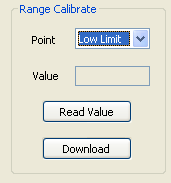 Range Calibrate
Point Low Limit
Value
Read Value
Download